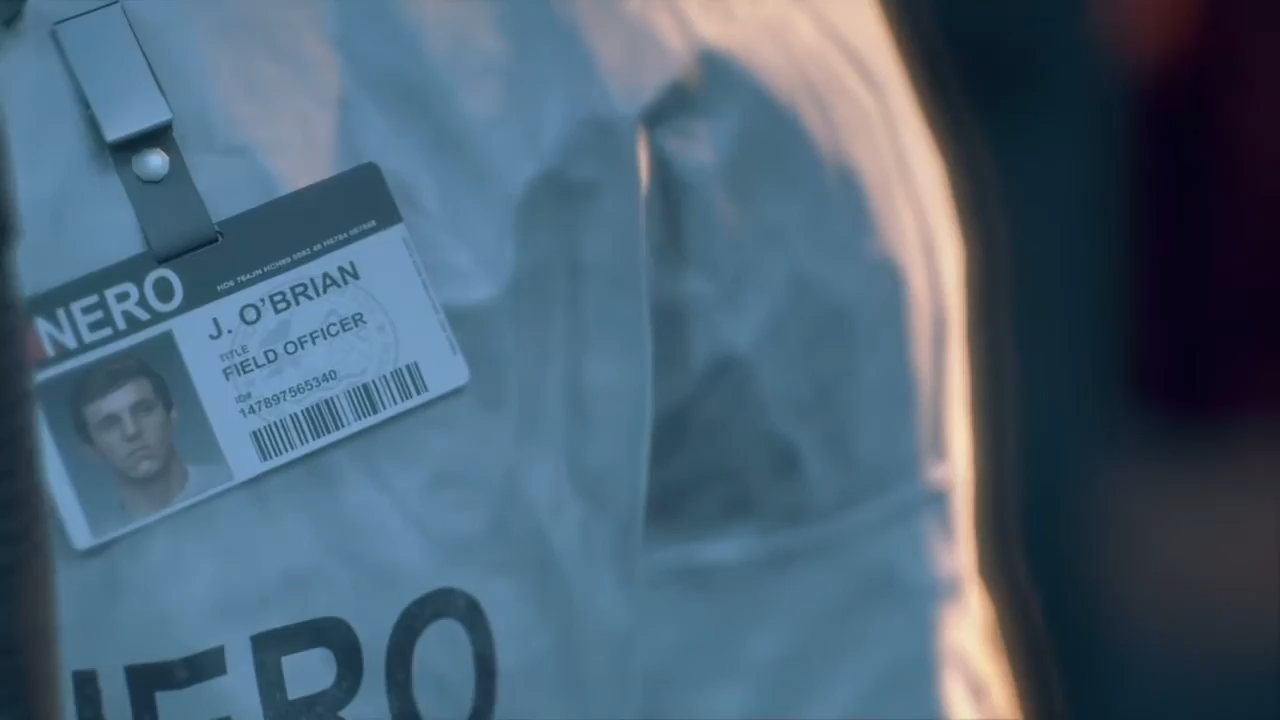 NERO
J. O'BRIAN
TITLE
FIELD OFFICER
ID#
147897565340
NERO